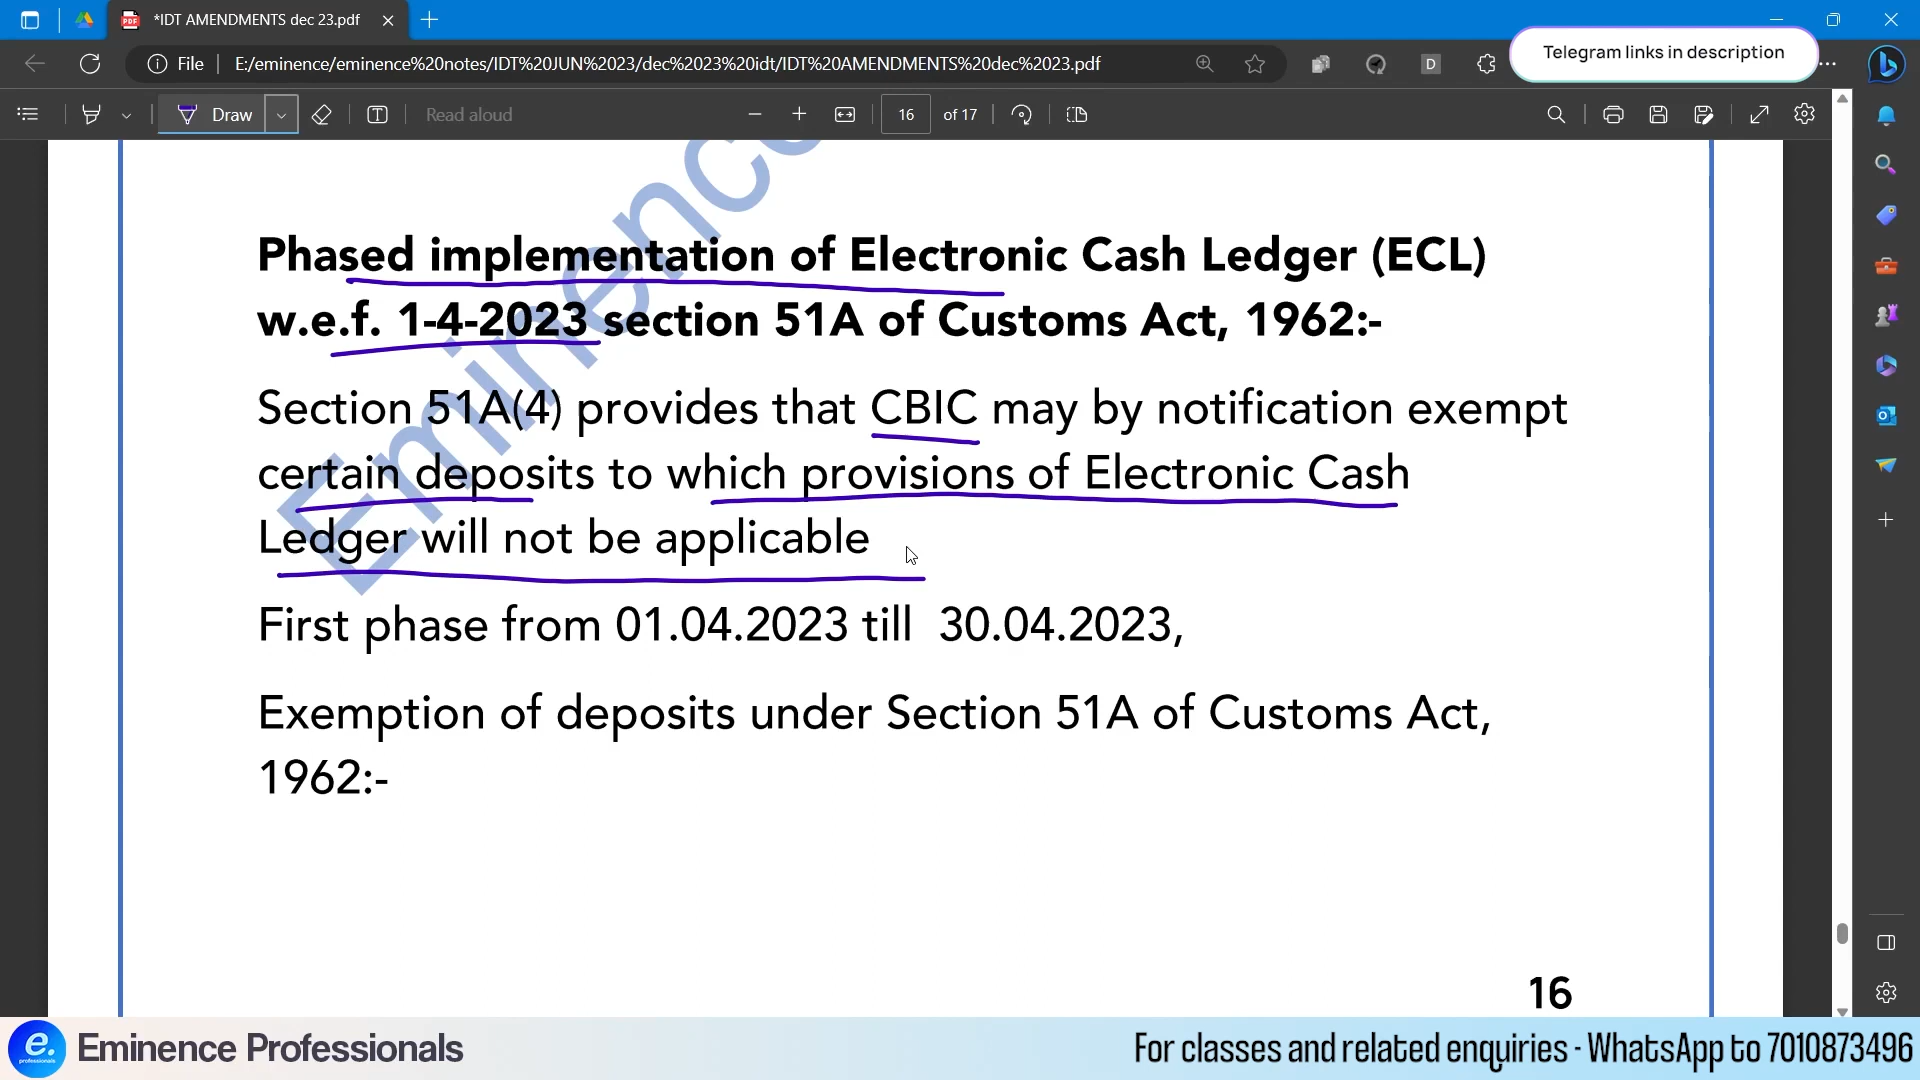 *IDT AMENDMENTS dec 23.pdf
File
E:/eminence/eminence%20notes/IDT%20JUN%2023/dec%2023%20idt/IDT%20AMENDMENTS%20dec%2023.pdf
D
Telegram links in description
Draw
Read aloud
16
of 17
Eminence
Phased implementation of Electronic Cash Ledger (ECL)
w.e.f. 1-4-2023 section 51A of Customs Act, 1962:-
Section 51A(4) provides that CBIC may by notification exempt
certain deposits to which provisions of Electronic Cash
Ledger will not be applicable
First phase from 01.04.2023 till 30.04.2023,
Exemption of deposits under Section 51A of Customs Act,
1962:-
16
e.
professionals
Eminence Professionals
For classes and related enquiries - WhatsApp to 7010873496